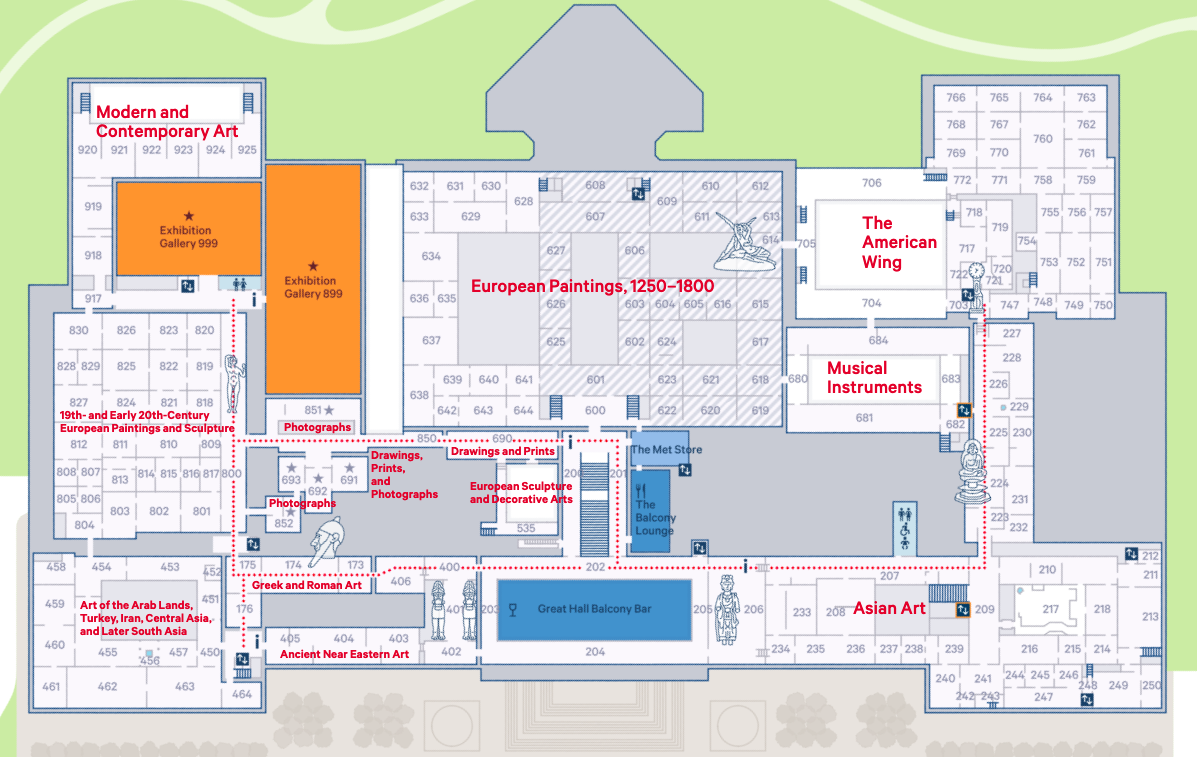 766 765 764 763
Modern and
Contemporary Art
768 767 762
760
920 921 922 923 924 925
769 770 761
706
772 771 758 759
632 631 630 608 610 612
628 609
919
633 629 607 611 613
718 755 756 757
Exhibition
Gallery 999
The
American
Wing
719
614 705
754
918
634 627 606
717
753 752 751
Exhibition
Gallery 899
720
722 721
European Paintings, 1250–1800
917
636 635 626 603 604 605 616 615
704 703 747 748 749 750
830 826 823 820
637 625 602 624 617
684
227
228
828 829 825 822 819
Musical
Instruments
639 640 641 601 623 621 618 680 683
226
638
827 824
851
642 643 644 600 622 620 619
681 682
229
19th- and Early 20th-Century
European Paintings and Sculpture
Photographs
225 230
812 811 810 809
850 690
Drawings and Prints
The Met Store
Drawings,
Prints,
and
Photographs
808 807 813 814 815 816 817 800
693 692 691
200 201
European Sculpture
and Decorative Arts
224
231
805 806
Photographs
The
Balcony
Lounge
803 802 801
852
535
223
232
804
458 454 453 452
175 174 173
400
202
207
210
212
211
Greek and Roman Art
406
459 451
176
401 203
Great Hall Balcony Bar
205 206
233 208
Asian Art
209
217 218 213
Art of the Arab Lands,
Turkey, Iran, Central Asia,
and Later South Asia
460 455 456 457 450
405 404 403
402
204
234 235 236 237 238 239
216 215 214
Ancient Near Eastern Art
461 462 463 464
240 241 244 245 246
242 243 247 248 249 250